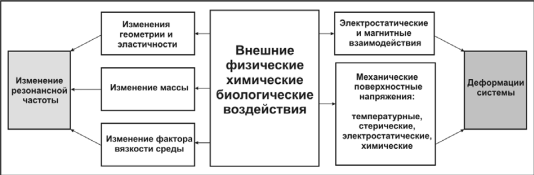 Изменение
резонансной
частоты
Изменения
геометрии и
эластичности
Изменение массы
Изменение фактора
вязкости среды
Внешние
физические
химические
биологические
воздействия
Электростатические
и магнитные
взаимодействия
Механические
поверхностные
напряжения:
температурные,
стерические,
электростатические,
химические
Деформации
системы